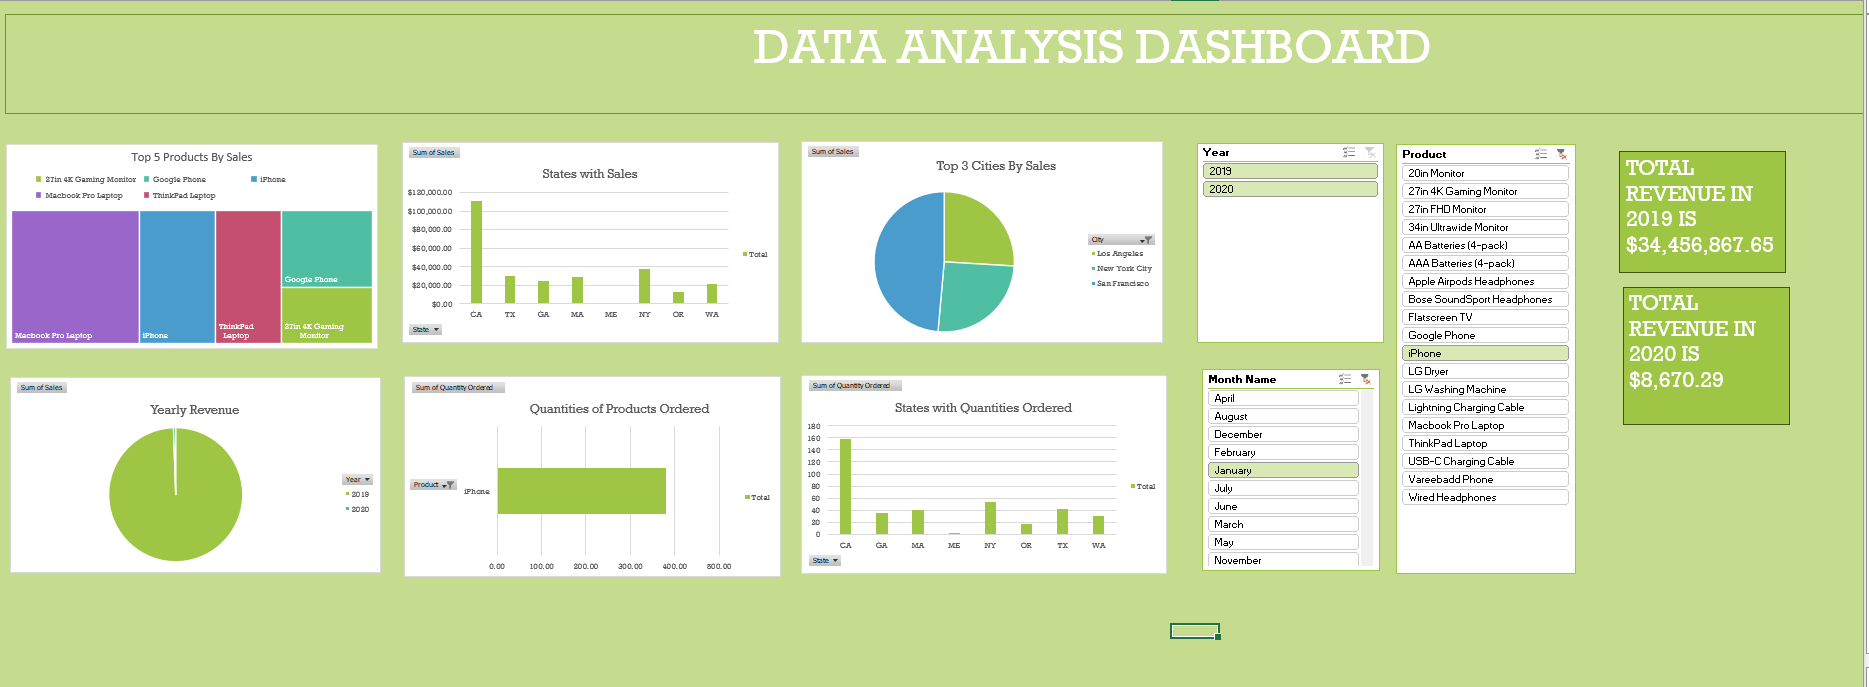 DATA ANALYSIS DASHBOARD
Top 5 Products By Sales
27in 4K Gaming Monitor
Google Phone
iPhone
Macbook Pro Laptop
ThinkPad Laptop
Macbook Pro Laptop
iPhone
ThinkPad
Laptop
Google Phone
27in 4K Gaming
Monitor
Sum of Sales
States with Sales
$120,000.00
$100,000.00
$80,000.00
$60,000.00
$40,000.00
$20,000.00
$0.00
CA TX GA MA ME NY OR WA
Total
State
Sum of Sales
Top 3 Cities By Sales
City
Los Angeles
New York City
San Francisco
Year
2019
2020
Product
20in Monitor
27in 4K Gaming Monitor
27in FHD Monitor
34in Ultrawide Monitor
AA Batteries (4-pack)
AAA Batteries (4-pack)
Apple Airpods Headphones
Bose SoundSport Headphones
Flatscreen TV
Google Phone
iPhone
LG Dryer
LG Washing Machine
Lightning Charging Cable
Macbook Pro Laptop
ThinkPad Laptop
USB-C Charging Cable
Vareebadd Phone
Wired Headphones
TOTAL
REVENUE IN
2019 IS
$34,456,867.65
TOTAL
REVENUE IN
2020 IS
$8,670.29
Sum of Sales
Yearly Revenue
Year
2019
2020
Sum of Quantity Ordered
Quantities of Products Ordered
Product
iPhone
0.00 100.00 200.00 300.00 400.00 500.00
Total
Sum of Quantity Ordered
States with Quantities Ordered
180
160
140
120
100
80
60
40
20
0
CA GA MA ME NY OR TX WA
Total
State
Month Name
April
August
December
February
January
July
June
March
May
November